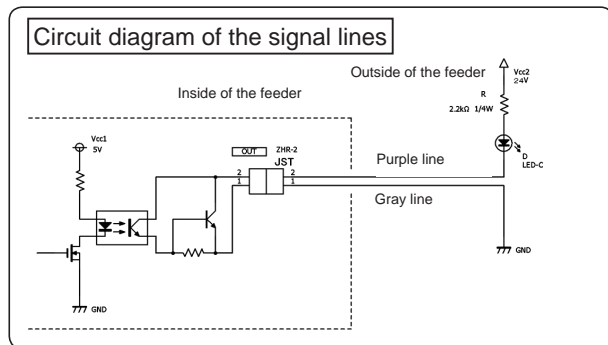 Circuit diagram of the signal lines
Outside of the feeder
Vcc2
24V
Inside of the feeder
R
2.2kΩ 1/4W
Vcc1
5V
OUT
ZHR-2
JST
D
LED-C
Purple line
2
2
1
1
Gray line
GND
GND